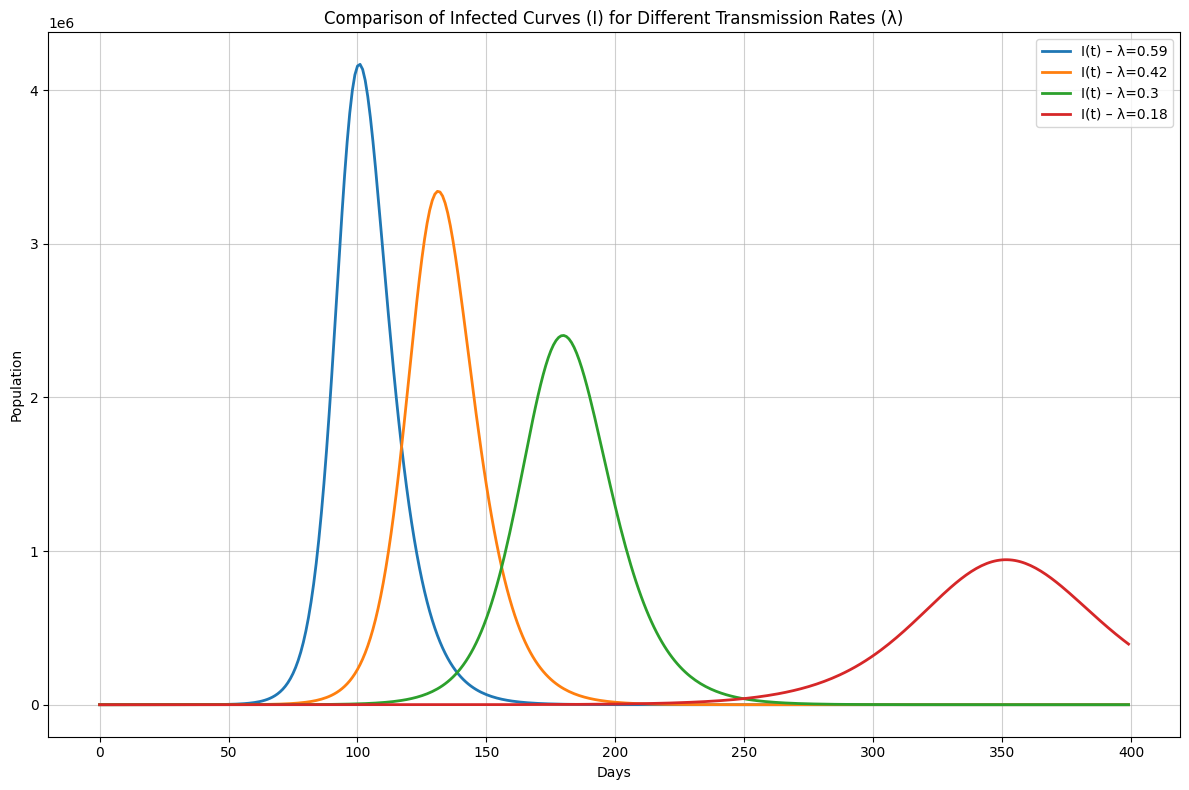 Comparison of Infected Curves (I) for Different Transmission Rates (λ)
1e6
I(t) – λ=0.59
I(t) – λ=0.42
I(t) – λ=0.3
I(t) – λ=0.18
4
3
2
1
0
Population
0 50 100 150 200 250 300 350 400
Days